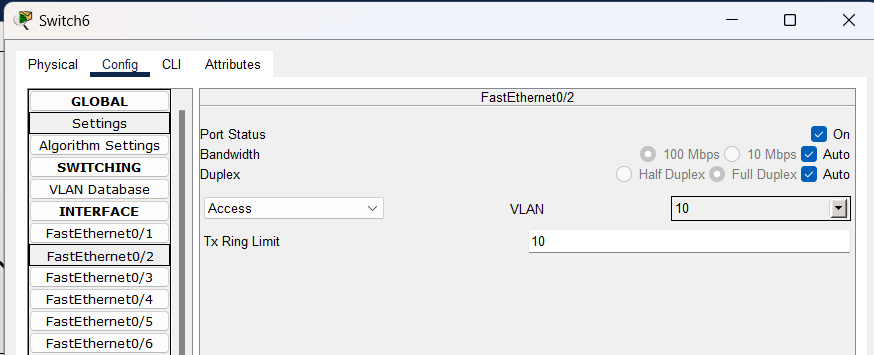 Switch6
Physical Config CLI Attributes
GLOBAL
Settings
Algorithm Settings
SWITCHING
VLAN Database
INTERFACE
FastEthernet0/1
FastEthernet0/2
FastEthernet0/3
FastEthernet0/4
FastEthernet0/5
FastEthernet0/6
FastEthernet0/2
Port Status On
Bandwidth 100 Mbps 10 Mbps Auto
Duplex Half Duplex Full Duplex Auto
Access VLAN 10
Tx Ring Limit 10